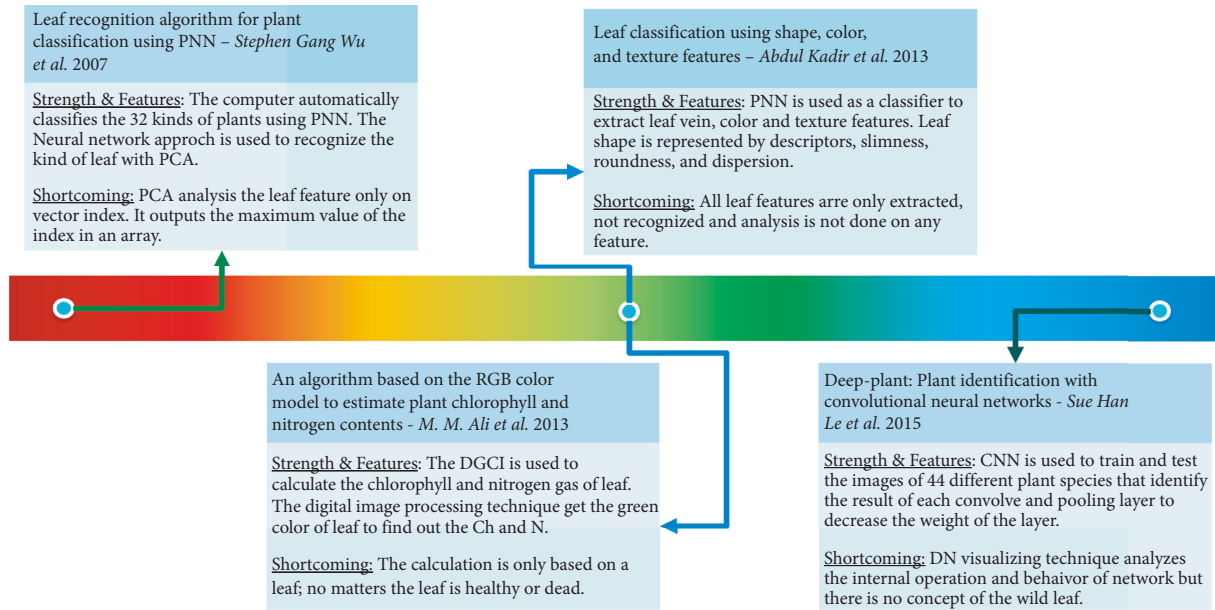 Leaf recognition algorithm for plant
classification using PNN – Stephen Gang Wu
et al. 2007
Strength & Features: The computer automatically
classifies the 32 kinds of plants using PNN. The
Neural network approch is used to recognize the
kind of leaf with PCA.
Shortcoming: PCA analysis the leaf feature only on
vector index. It outputs the maximum value of the
index in an array.
Leaf classification using shape, color,
and texture features – Abdul Kadir et al. 2013
Strength & Features: PNN is used as a classifier to
extract leaf vein, color and texture features. Leaf
shape is represented by descriptors, slimness,
roundness, and dispersion.
Shortcoming: All leaf features arre only extracted,
not recognized and analysis is not done on any
feature.
An algorithm based on the RGB color
model to estimate plant chlorophyll and
nitrogen contents - M. M. Ali et al. 2013
Strength & Features: The DGCI is used to
calculate the chlorophyll and nitrogen gas of leaf.
The digital image processing technique get the green
color of leaf to find out the Ch and N.
Shortcoming: The calculation is only based on a
leaf; no matters the leaf is healthy or dead.
Deep-plant: Plant identification with
convolutional neural networks - Sue Han
Le et al. 2015
Strength & Features: CNN is used to train and test
the images of 44 different plant species that identify
the result of each convolve and pooling layer to
decrease the weight of the layer.
Shortcoming: DN visualizing technique analyzes
the internal operation and behaivor of network but
there is no concept of the wild leaf.